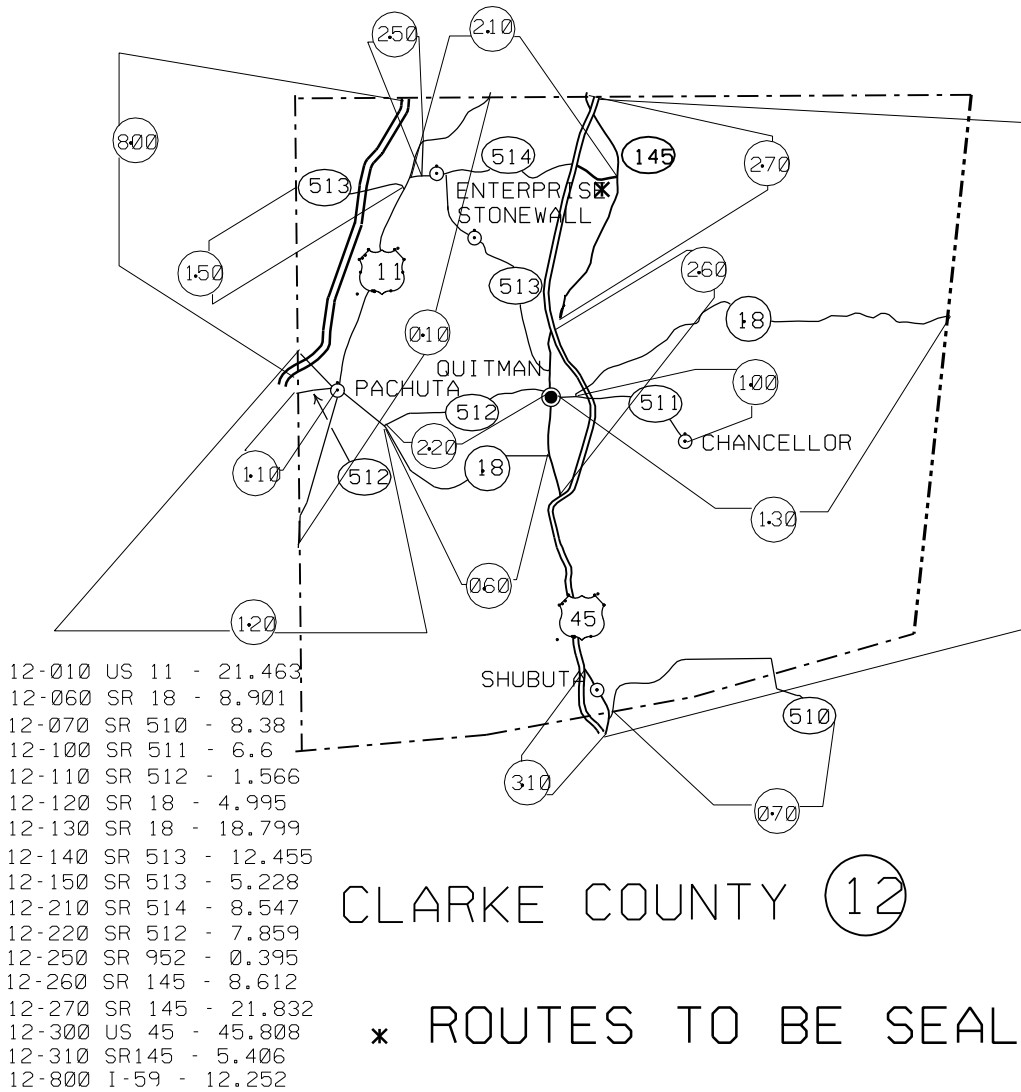 250
210
800
514
145
270
513
ENTERPRISE
STONEWALL
150
11
260
513
18
010
QUITMAN
100
PACHUTA
512
511
220
CHANCELLOR
110
512
18
130
060
120
45
12-010 US 11 - 21.463
SHUBUTA
12-060 SR 18 - 8.901
12-070 SR 510 - 8.38
510
12-100 SR 511 - 6.6
12-110 SR 512 - 1.566
310
12-120 SR 18 - 4.995
070
12-130 SR 18 - 18.799
12-140 SR 513 - 12.455
12-150 SR 513 - 5.228
12-210 SR 514 - 8.547
CLARKE COUNTY 12
12-220 SR 512 - 7.859
12-250 SR 952 - 0.395
12-260 SR 145 - 8.612
12-270 SR 145 - 21.832
12-300 US 45 - 45.808
* ROUTES TO BE SEAL
12-310 SR145 - 5.406
12-800 I-59 - 12.252